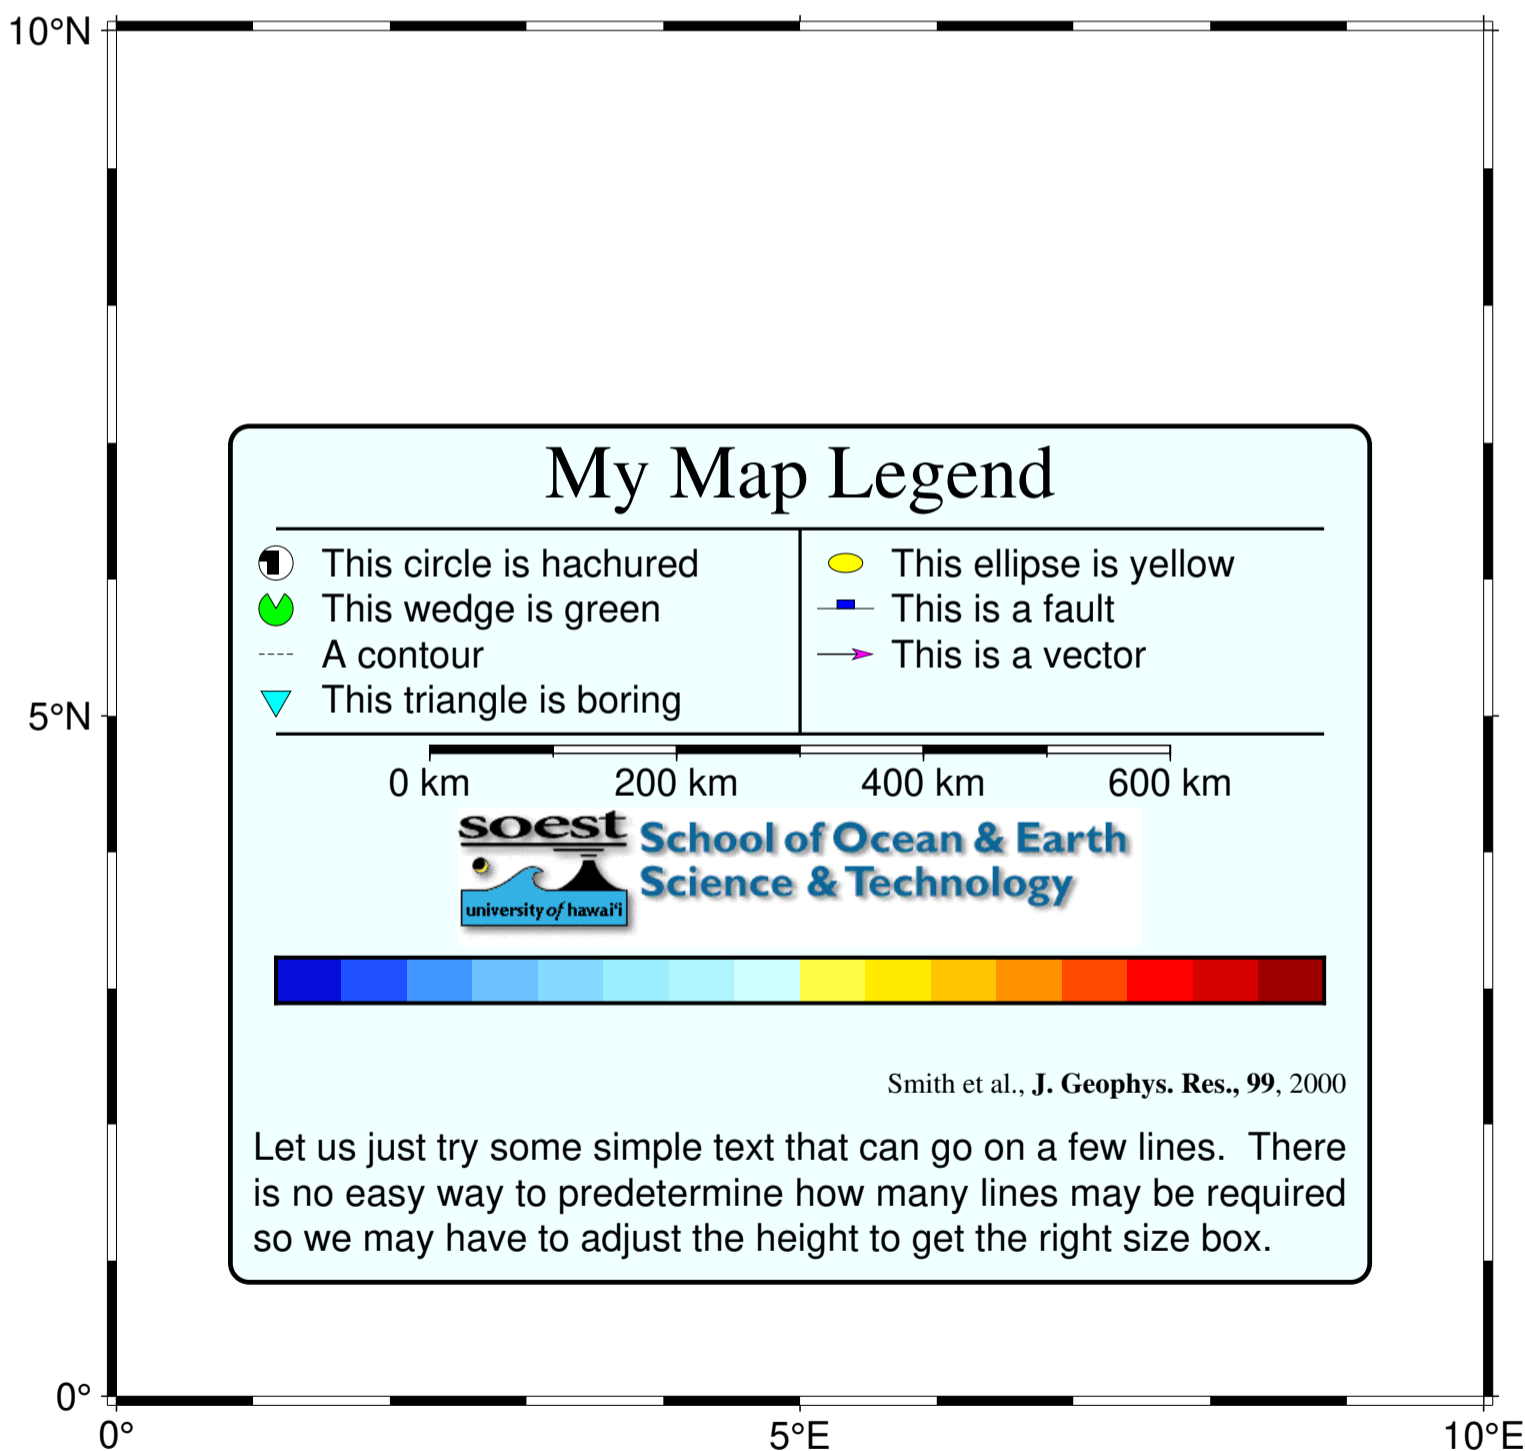 10°N
My Map Legend
This circle is hachured
This ellipse is yellow
This wedge is green
This is a fault
A contour
This is a vector
This triangle is boring
5°N
0 km 200 km 400 km 600 km
soest
School of Ocean & Earth
Science & Technology
university of hawai'i
Smith et al., J. Geophys. Res., 99, 2000
Let us just try some simple text that can go on a few lines. There
is no easy way to predetermine how many lines may be required
so we may have to adjust the height to get the right size box.
0°
0° 5°E 10°E